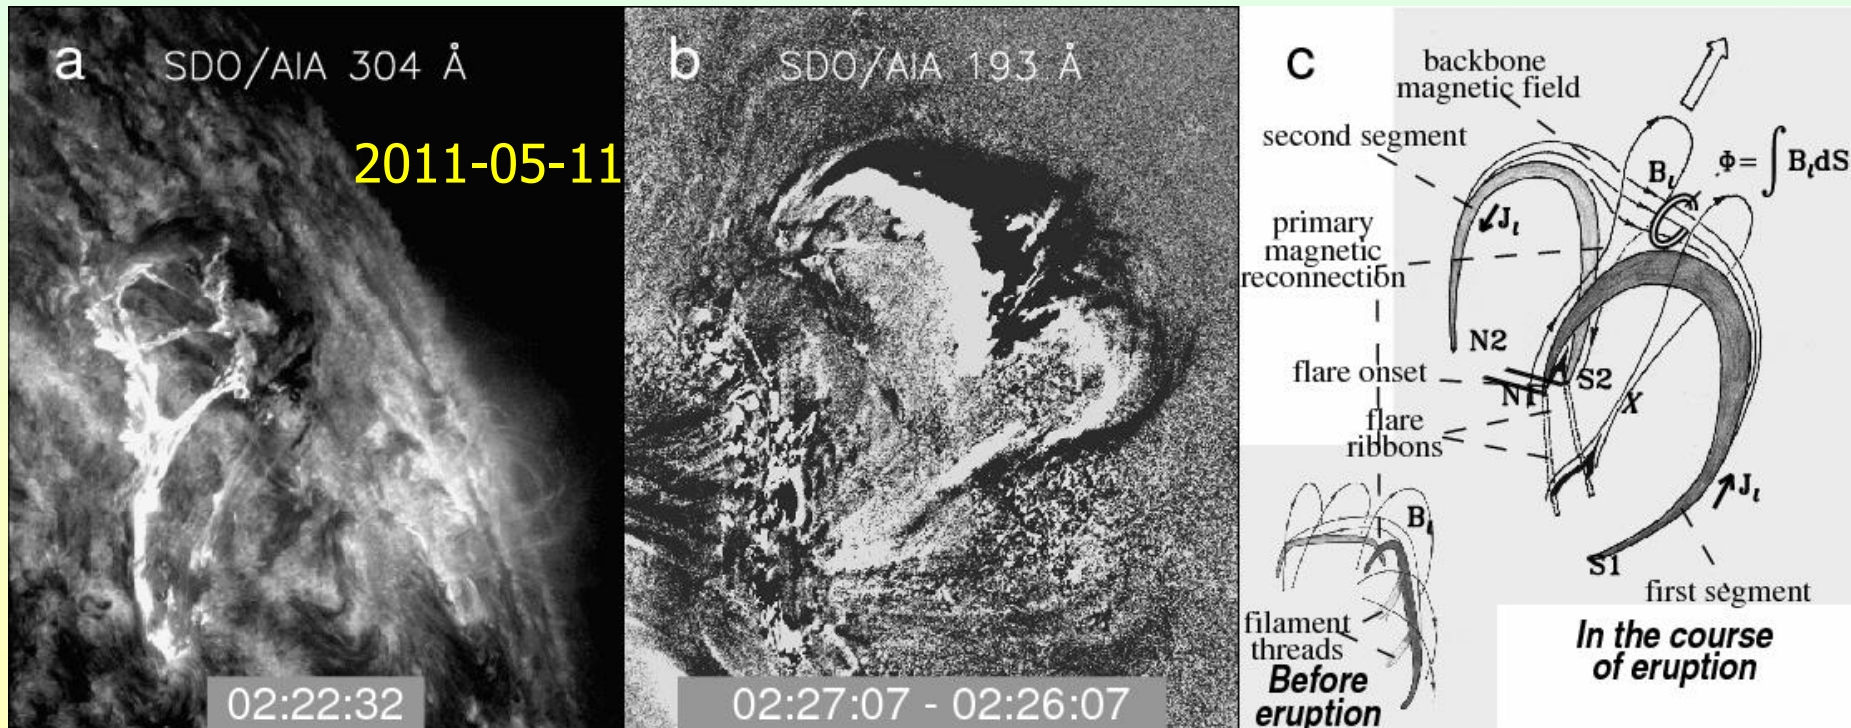 a SDO/AIA 304 Å
2011-05-11
02:22:32
b SDO/AIA 193 Å
02:27:07 - 02:26:07
c
backbone
magnetic field
second segment
Bι
Φ = ∫ BιdS
Jι
primary
magnetic
reconnection
N2
flare onset
N1
S2
X
flare
ribbons
Jι
S1
first segment
Bι
filament
threads
Before
eruption
In the course
of eruption